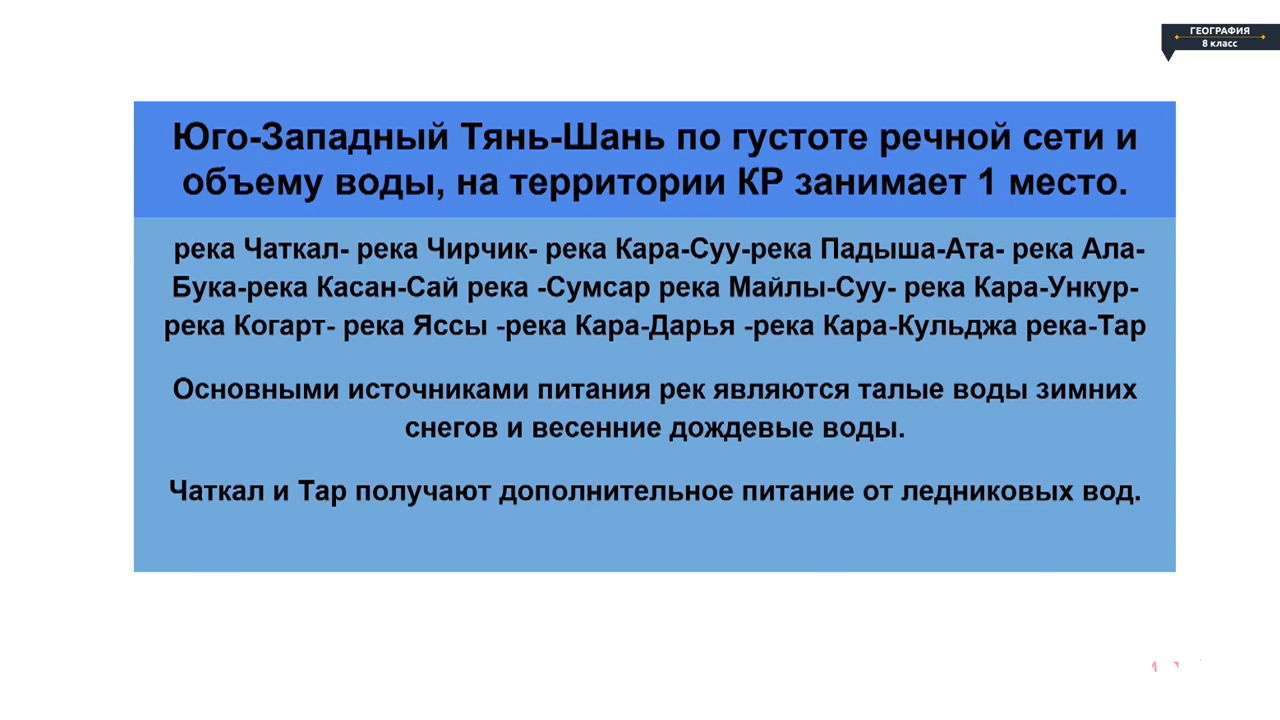 ГЕОГРАФИЯ
8 класс
Юго-Западный Тянь-Шань по густоте речной сети и
объему воды, на территории КР занимает 1 место.
река Чаткал- река Чирчик- река Кара-Суу-река Падыша-Ата- река Ала-
Бука-река Касан-Сай река -Сумсар река Майлы-Суу- река Кара-Ункур-
река Когарт- река Яссы -река Кара-Дарья -река Кара-Кульджа река-Тар
Основными источниками питания рек являются талые воды зимних
снегов и весенние дождевые воды.
Чаткал и Тар получают дополнительное питание от ледниковых вод.